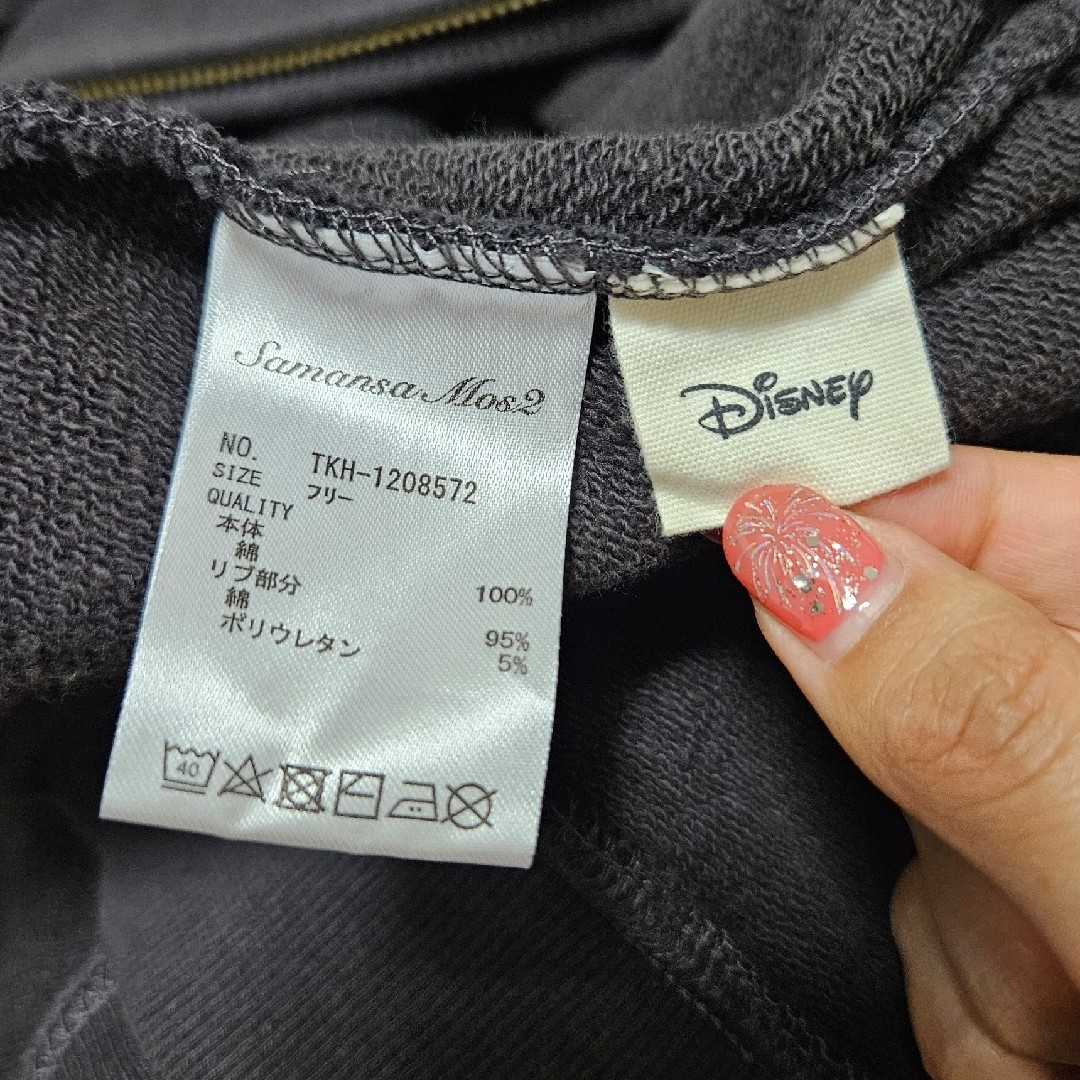 Samansa Mos2
NO. TKH-1208572
SIZE フリー
QUALITY
本体
綿 100%
リブ部分
綿 95%
ポリウレタン 5%
40
DISNEY